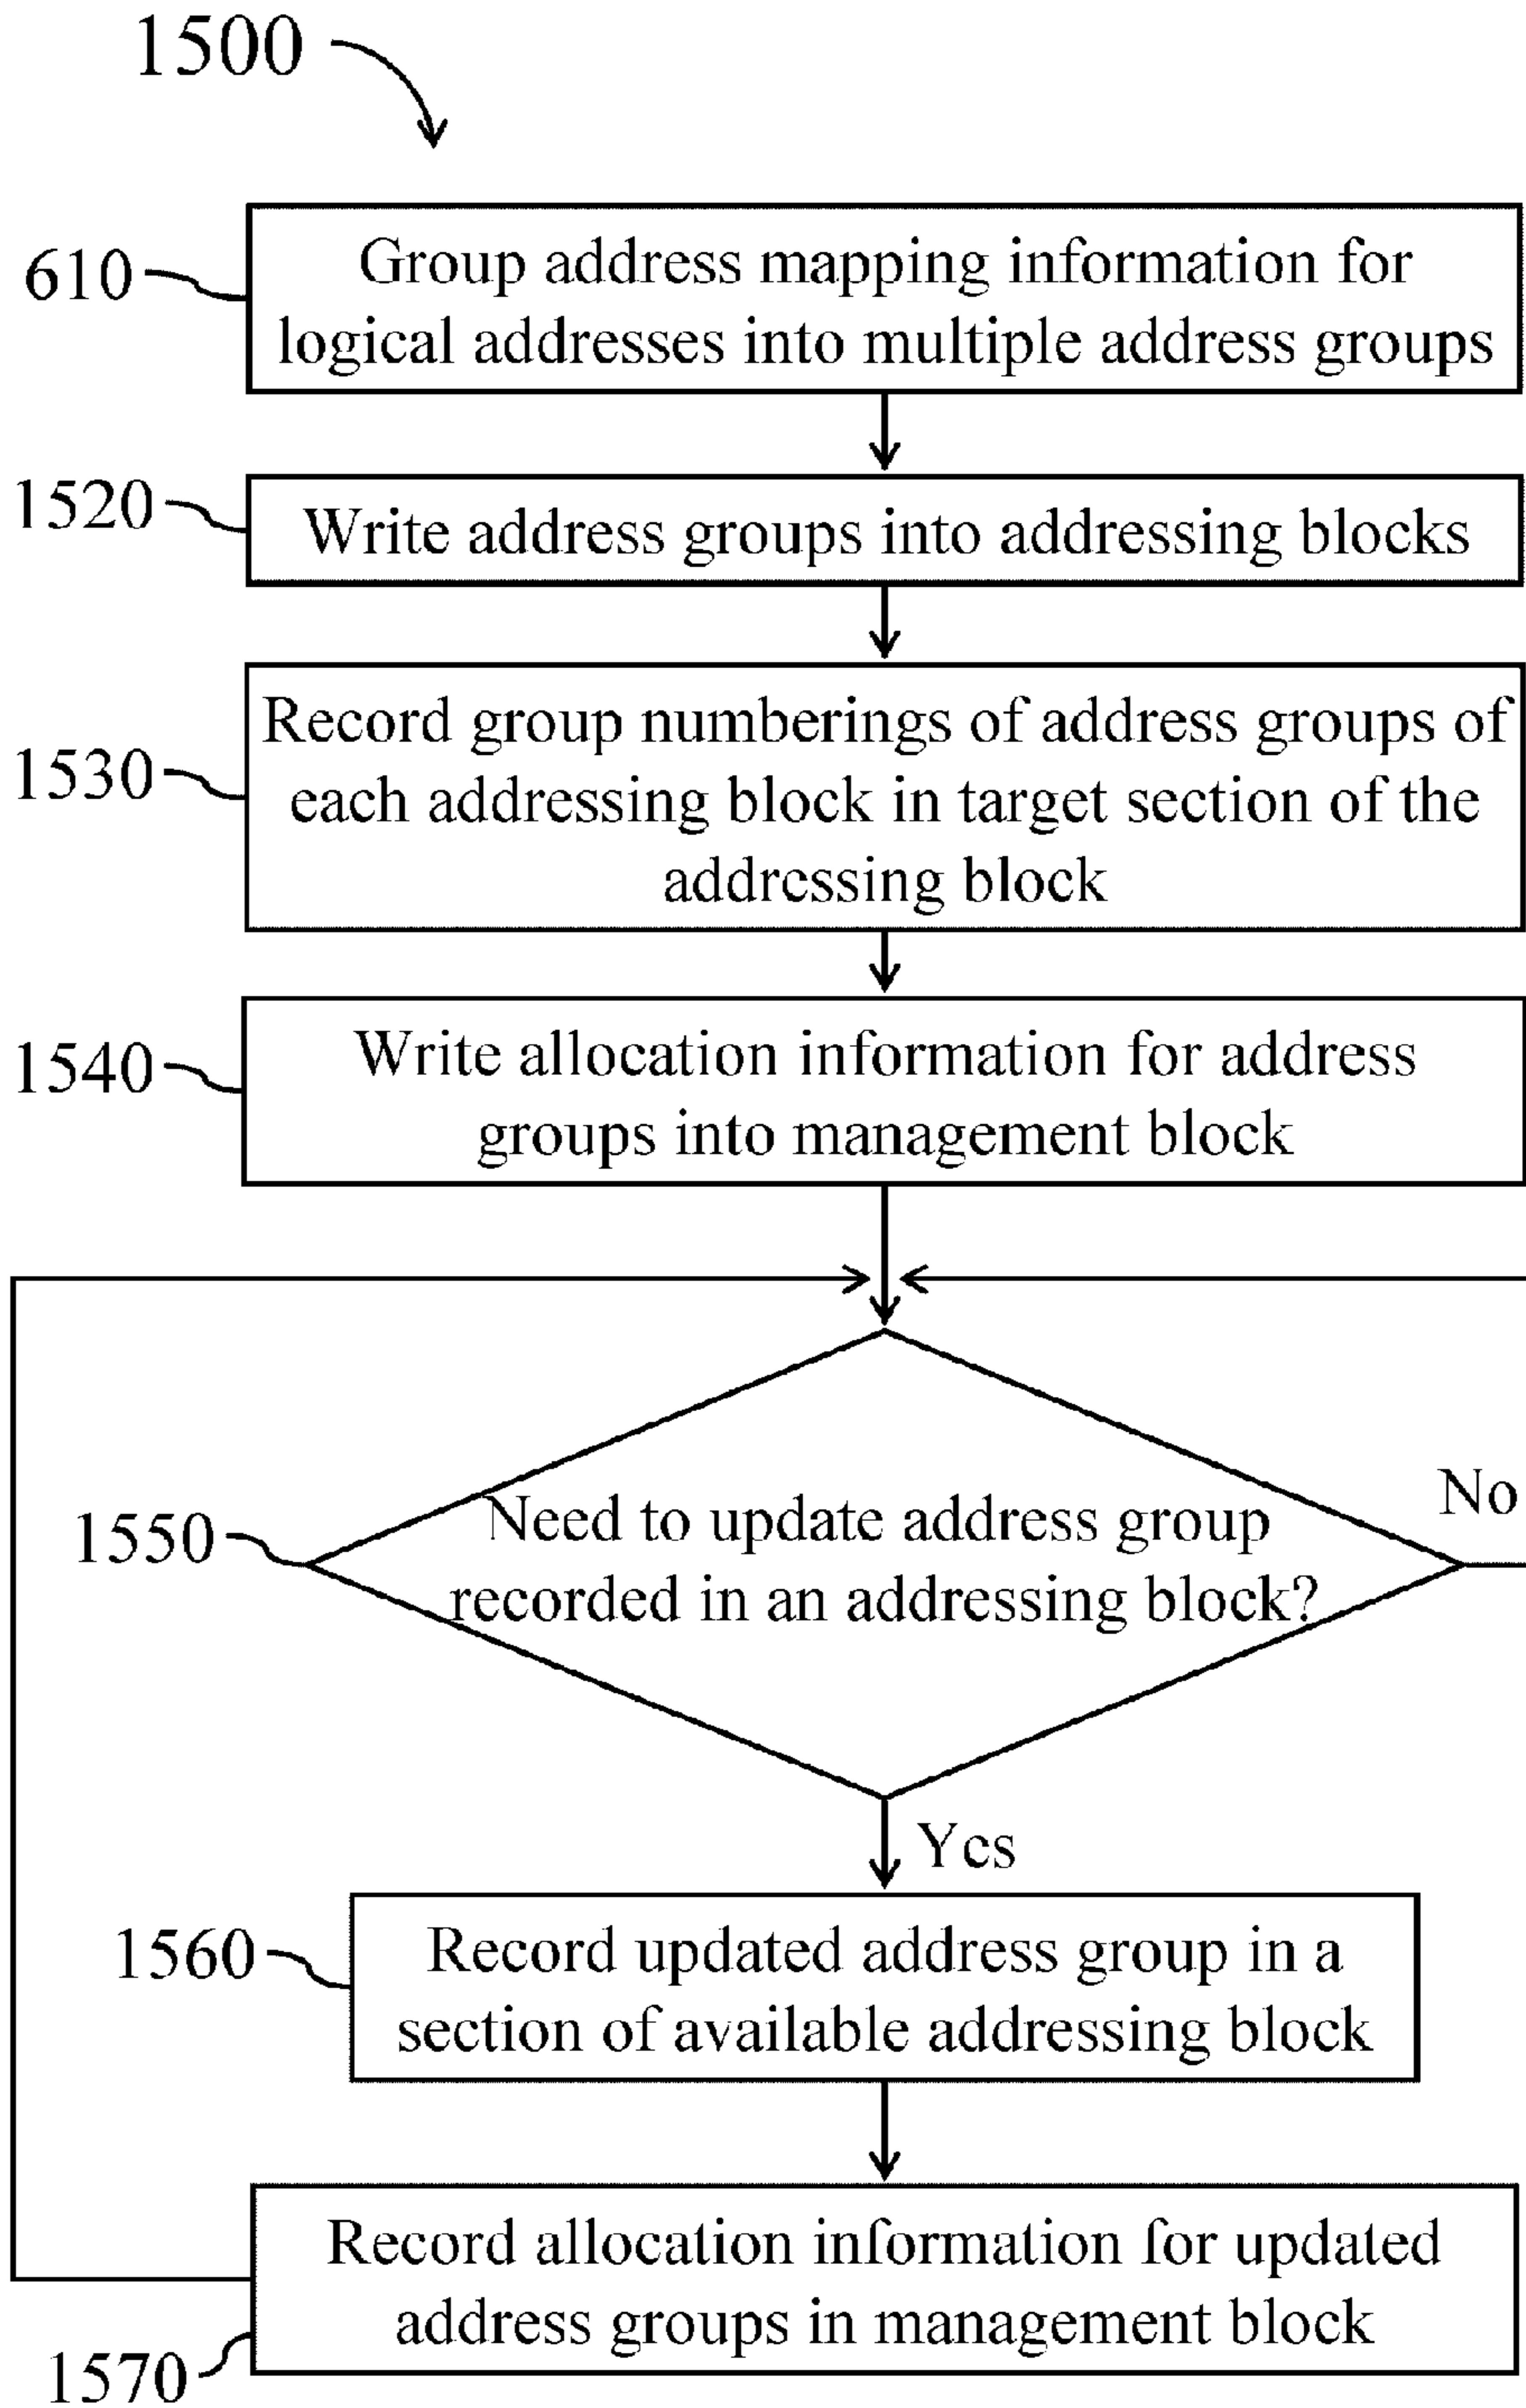 1500
610
Group address mapping information for
logical addresses into multiple address groups
1520
Write address groups into addressing blocks
1530
Record group numberings of address groups of
each addressing block in target section of the
addressing block
1540
Write allocation information for address
groups into management block
1550
Need to update address group
recorded in an addressing block?
No
Yes
1560
Record updated address group in a
section of available addressing block
Record allocation information for updated
address groups in management block
1570